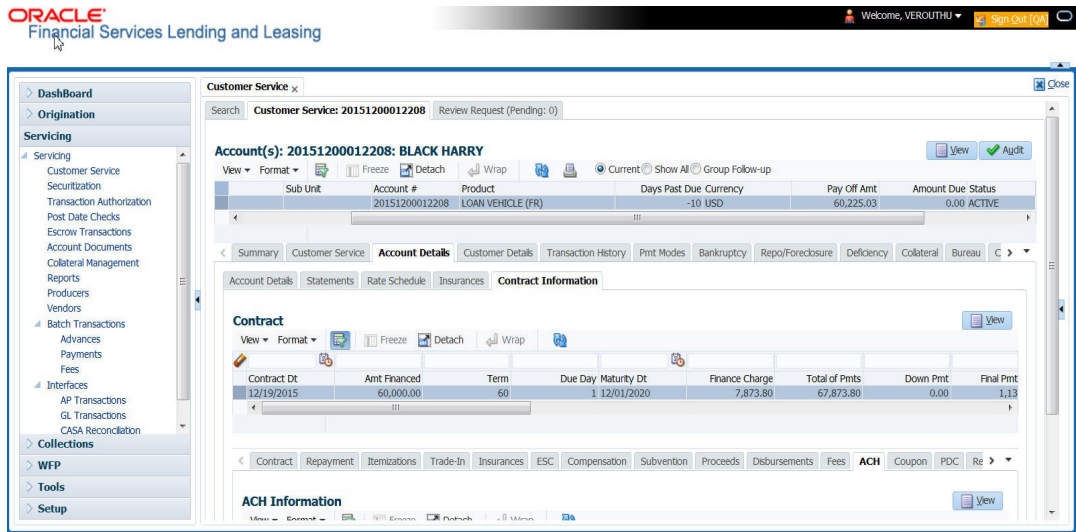 ORACLE®
Financial Services Lending and Leasing
Welcome, VEROUTHU
Sign Out [QA]
DashBoard
Origination
Servicing
Servicing
Customer Service
Securitization
Transaction Authorization
Post Date Checks
Escrow Transactions
Account Documents
Collateral Management
Reports
Producers
Vendors
Batch Transactions
Advances
Payments
Fees
Interfaces
AP Transactions
GL Transactions
CASA Reconciliation
Collections
WFP
Tools
Setup
Customer Service x
Close
Search Customer Service: 20151200012208 Review Request (Pending: 0)
Account(s): 20151200012208: BLACK HARRY
View Audit
View Format Freeze Detach Wrap Current Show All Group Follow-up
Sub Unit Account # Product Days Past Due Currency Pay Off Amt Amount Due Status
20151200012208 LOAN VEHICLE (FR) -10 USD 60,225.03 0.00 ACTIVE
Summary Customer Service Account Details Customer Details Transaction History Pmt Modes Bankruptcy Repo/Foreclosure Deficiency Collateral Bureau C
Account Details Statements Rate Schedule Insurances Contract Information
Contract
View
View Format Freeze Detach Wrap
Contract Dt Amt Financed Term Due Day Maturity Dt Finance Charge Total of Pmts Down Pmt Final Pmt
12/19/2015 60,000.00 60 1 12/01/2020 7,873.80 67,873.80 0.00 1,13
Contract Repayment Itemizations Trade-In Insurances ESC Compensation Subvention Proceeds Disbursements Fees ACH Coupon PDC Re
ACH Information
View
View Format Freeze Detach Wrap